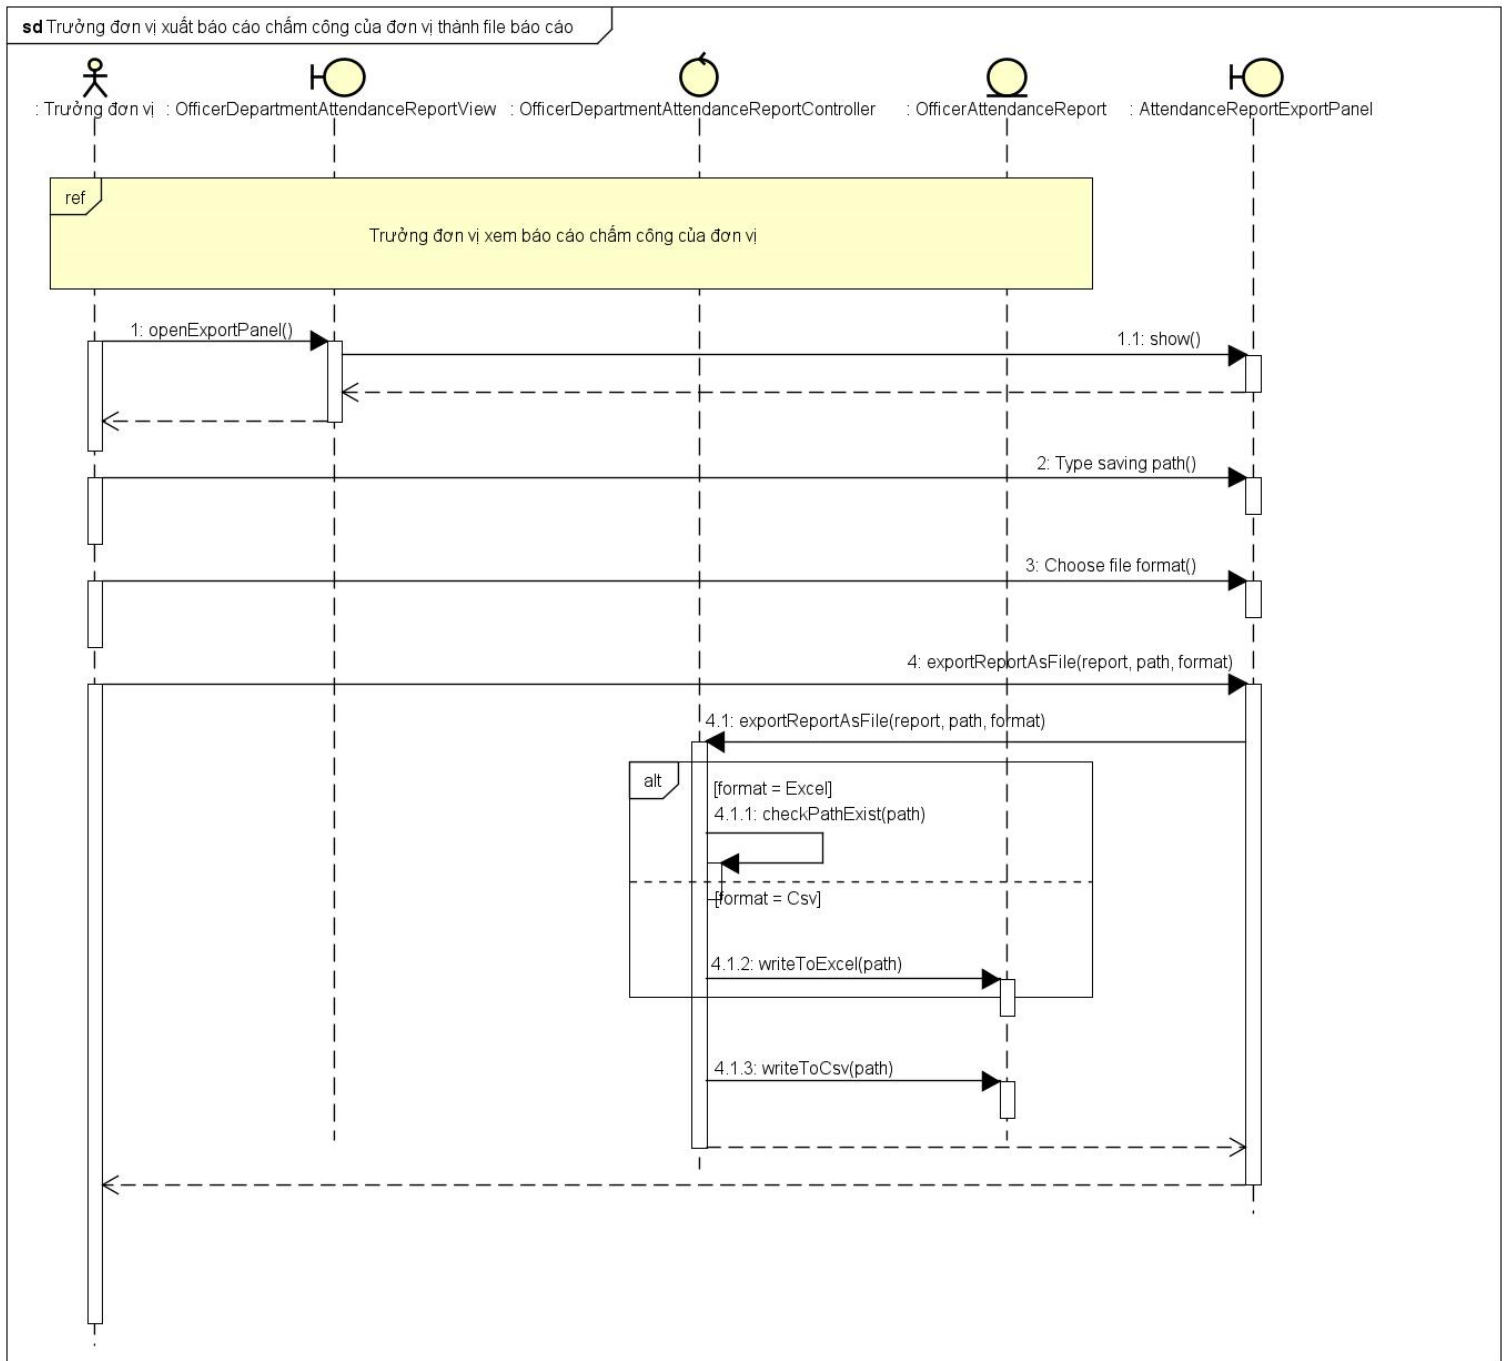 sd Trưởng đơn vị xuất báo cáo chấm công của đơn vị thành file báo cáo
: Trưởng đơn vị : OfficerDepartmentAttendanceReportView : OfficerDepartmentAttendanceReportController : OfficerAttendanceReport : AttendanceReportExportPanel
ref
Trưởng đơn vị xem báo cáo chấm công của đơn vị
1: openExportPanel()
1.1: show()
2: Type saving path()
3: Choose file format()
4: exportReportAsFile(report, path, format)
4.1: exportReportAsFile(report, path, format)
alt
[format = Excel]
4.1.1: checkPathExist(path)
[format = Csv]
4.1.2: writeToExcel(path)
4.1.3: writeToCsv(path)